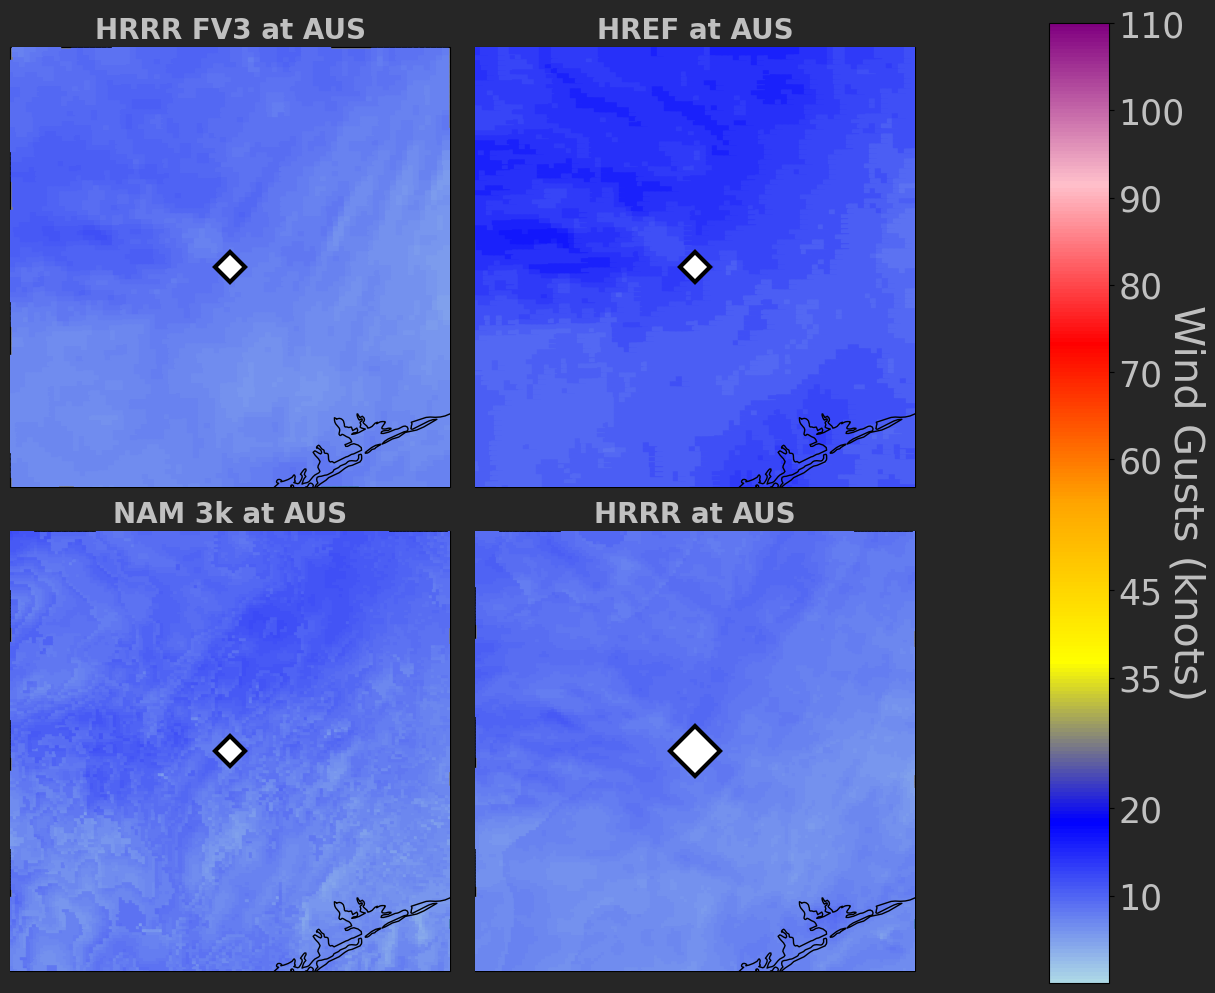 HRRR FV3 at AUS
HREF at AUS
NAM 3k at AUS
HRRR at AUS
110
100
90
80
70
60
45
35
20
10
Wind Gusts (knots)